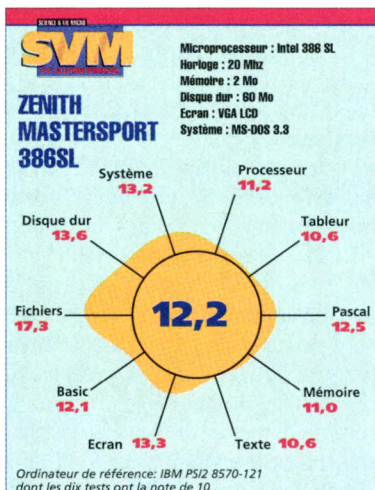 SCIENCE & VIE MICRO
SVM
ZENITH
MASTERSPORT
386SL
Microprocesseur : Intel 386 SL
Horloge : 20 Mhz
Mémoire : 2 Mo
Disque dur : 60 Mo
Ecran : VGA LCD
Système : MS-DOS 3.3
Système
13,2
Processeur
11,2
Disque dur
13,6
Tableur
10,6
Fichiers
17,3
12,2
Pascal
12,5
Basic
12,1
Mémoire
11,0
Ecran 13,3
Texte 10,6
Ordinateur de référence: IBM PS/2 8570-121
dont les dix tests ont la note de 10